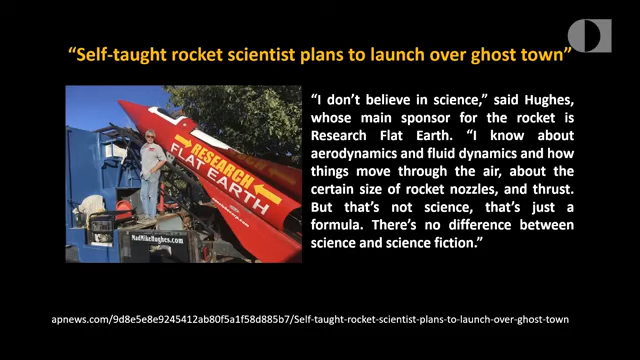 “Self-taught rocket scientist plans to launch over ghost town”
“I don’t believe in science,” said Hughes,
whose main sponsor for the rocket is
Research Flat Earth. “I know about
aerodynamics and fluid dynamics and how
things move through the air, about the
certain size of rocket nozzles, and thrust.
But that’s not science, that’s just a
formula. There’s no difference between
science and science fiction.”
RESEARCH
FLAT EARTH
MadMikeHughes.com
apnews.com/9d8e5e8e9245412ab80f5a1f58d885b7/Self-taught-rocket-scientist-plans-to-launch-over-ghost-town